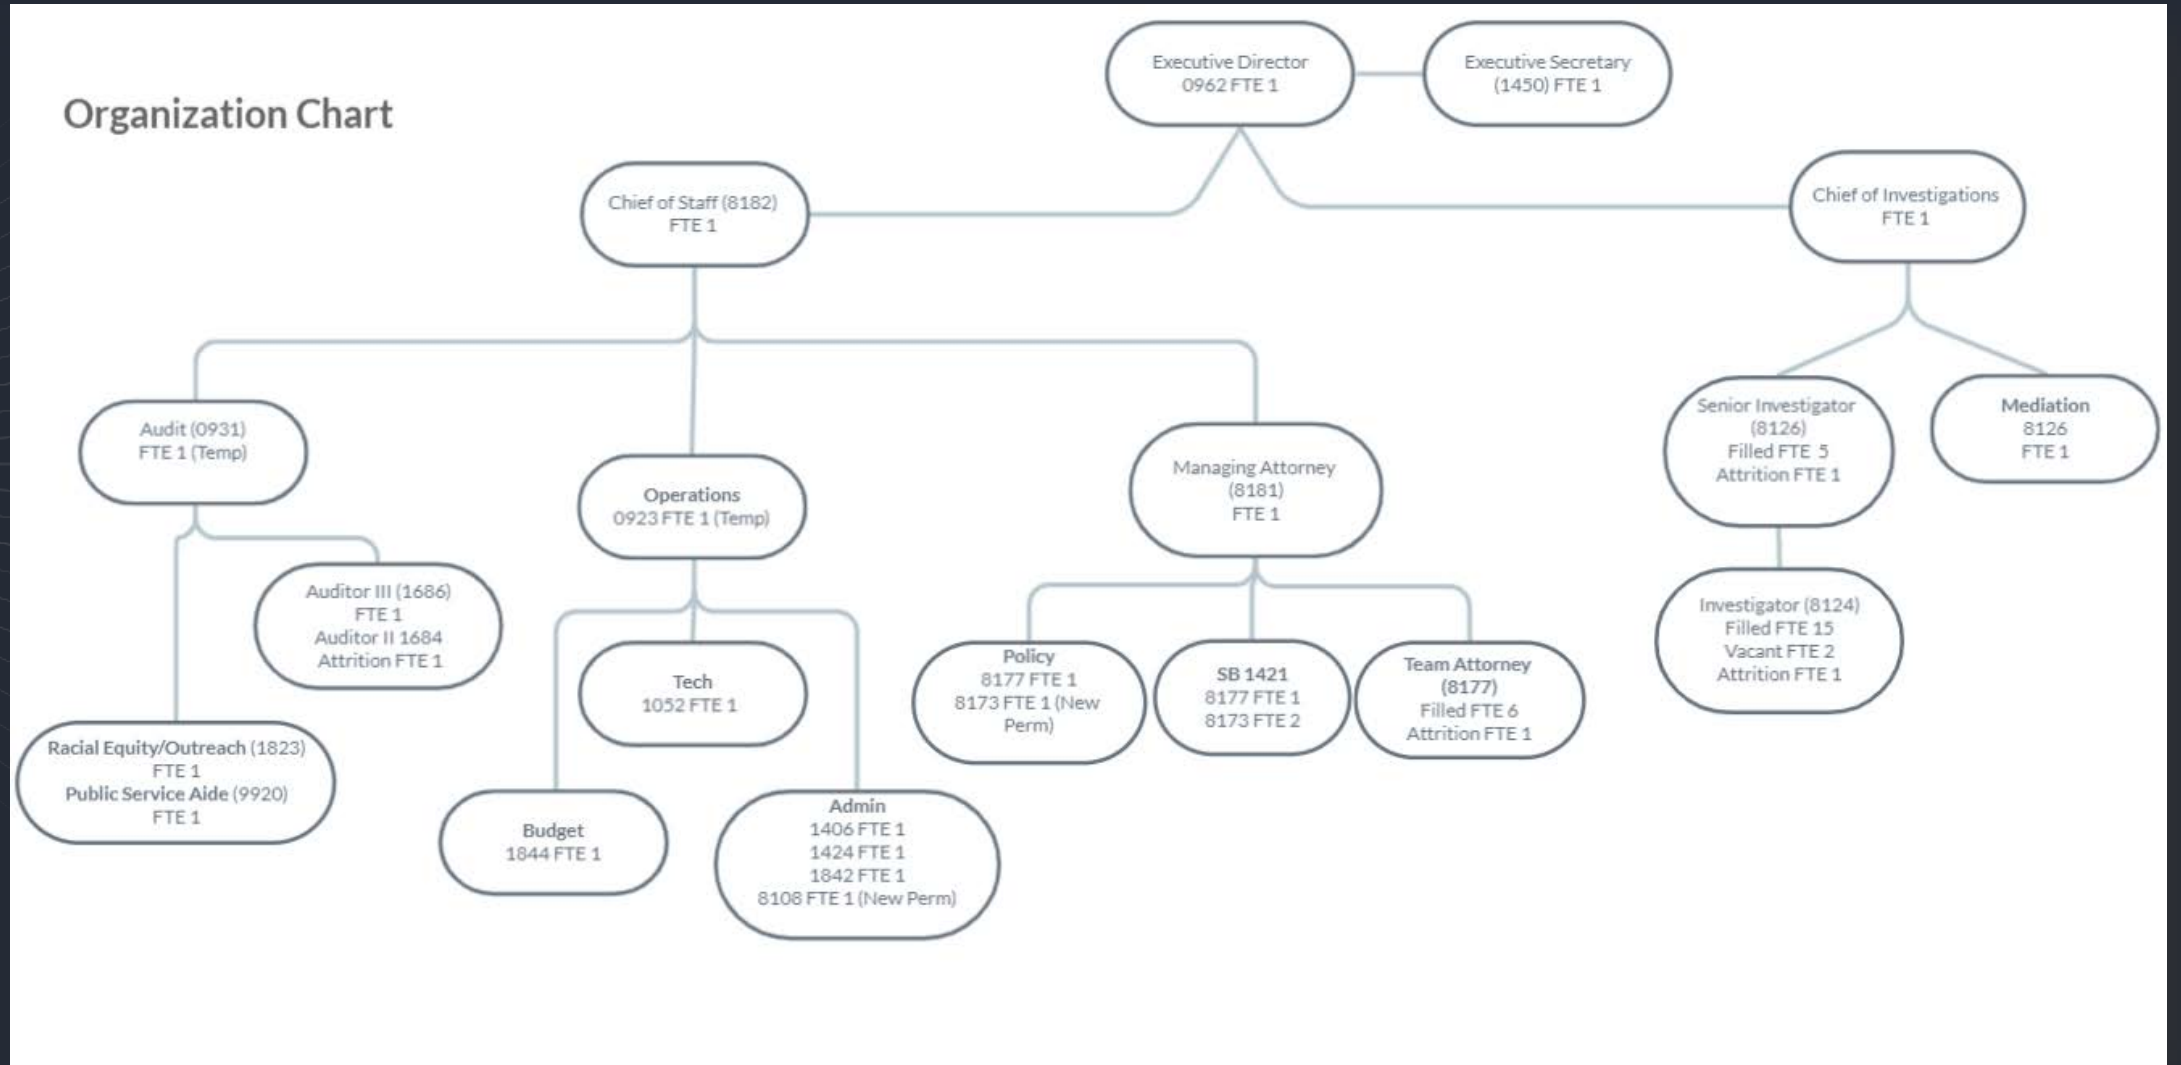 Organization Chart
Executive Director
0962 FTE 1
Executive Secretary
(1450) FTE 1
Chief of Staff (8182)
FTE 1
Chief of Investigations
FTE 1
Audit (0931)
FTE 1 (Temp)
Operations
0923 FTE 1 (Temp)
Managing Attorney
(8181)
FTE 1
Senior Investigator
(8126)
Filled FTE 5
Attrition FTE 1
Mediation
8126
FTE 1
Auditor III (1686)
FTE 1
Auditor II 1684
Attrition FTE 1
Racial Equity/Outreach (1823)
FTE 1
Public Service Aide (9920)
FTE 1
Tech
1052 FTE 1
Budget
1844 FTE 1
Admin
1406 FTE 1
1424 FTE 1
1842 FTE 1
8108 FTE 1 (New Perm)
Policy
8177 FTE 1
8173 FTE 1 (New
Perm)
SB 1421
8177 FTE 1
8173 FTE 2
Team Attorney
(8177)
Filled FTE 6
Attrition FTE 1
Investigator (8124)
Filled FTE 15
Vacant FTE 2
Attrition FTE 1